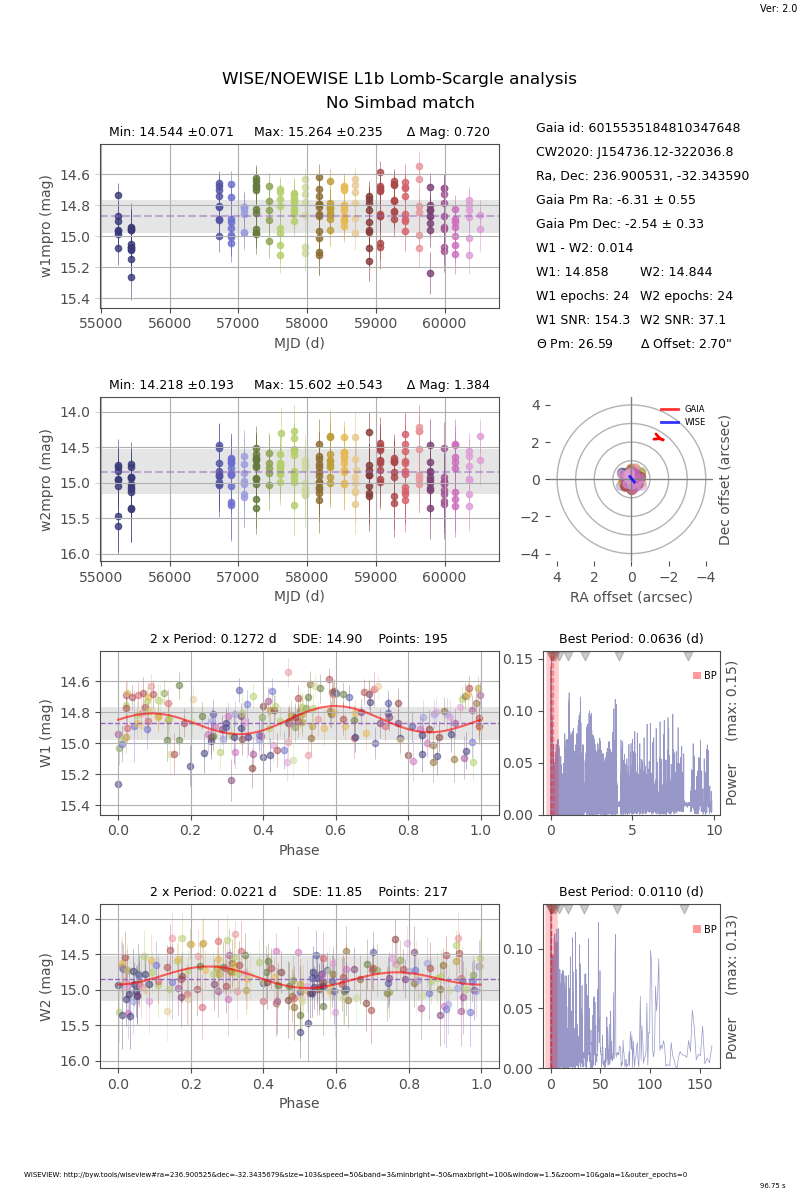 Ver: 2.0
WISE/NOEWISE L1b Lomb-Scargle analysis
No Simbad match
Min: 14.544 ±0.071 Max: 15.264 ±0.235 Δ Mag: 0.720
w1mpro (mag)
14.6
14.8
15.0
15.2
15.4
55000 56000 57000 58000 59000 60000
MJD (d)
Gaia id: 6015535184810347648
CW2020: J154736.12-322036.8
Ra, Dec: 236.900531, -32.343590
Gaia Pm Ra: -6.31 ± 0.55
Gaia Pm Dec: -2.54 ± 0.33
W1 - W2: 0.014
W1: 14.858 W2: 14.844
W1 epochs: 24 W2 epochs: 24
W1 SNR: 154.3 W2 SNR: 37.1
Θ Pm: 26.59 Δ Offset: 2.70"
Min: 14.218 ±0.193 Max: 15.602 ±0.543 Δ Mag: 1.384
w2mpro (mag)
14.0
14.5
15.0
15.5
16.0
55000 56000 57000 58000 59000 60000
MJD (d)
GAIA
WISE
4
2
0
−2
−4
4 2 0 −2 −4
RA offset (arcsec)
Dec offset (arcsec)
2 x Period: 0.1272 d SDE: 14.90 Points: 195
W1 (mag)
14.6
14.8
15.0
15.2
15.4
0.0 0.2 0.4 0.6 0.8 1.0
Phase
Best Period: 0.0636 (d)
BP
0.15
0.10
0.05
0.00
0 5 10
Power (max: 0.15)
2 x Period: 0.0221 d SDE: 11.85 Points: 217
W2 (mag)
14.0
14.5
15.0
15.5
16.0
0.0 0.2 0.4 0.6 0.8 1.0
Phase
Best Period: 0.0110 (d)
BP
0.10
0.05
0.00
0 50 100 150
Power (max: 0.13)
WISEVIEW: http://byw.tools/wiseview#ra=236.900525&dec=-32.3435679&size=103&speed=50&band=3&minbright=-50&maxbright=100&window=1.5&zoom=10&gaia=1&outer_epochs=0
96.75 s